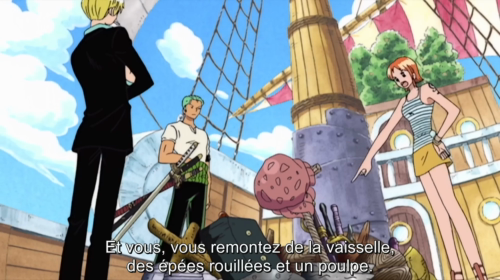 Et vous, vous remontez de la vaisselle,
des épées rouillées et un poulpe.